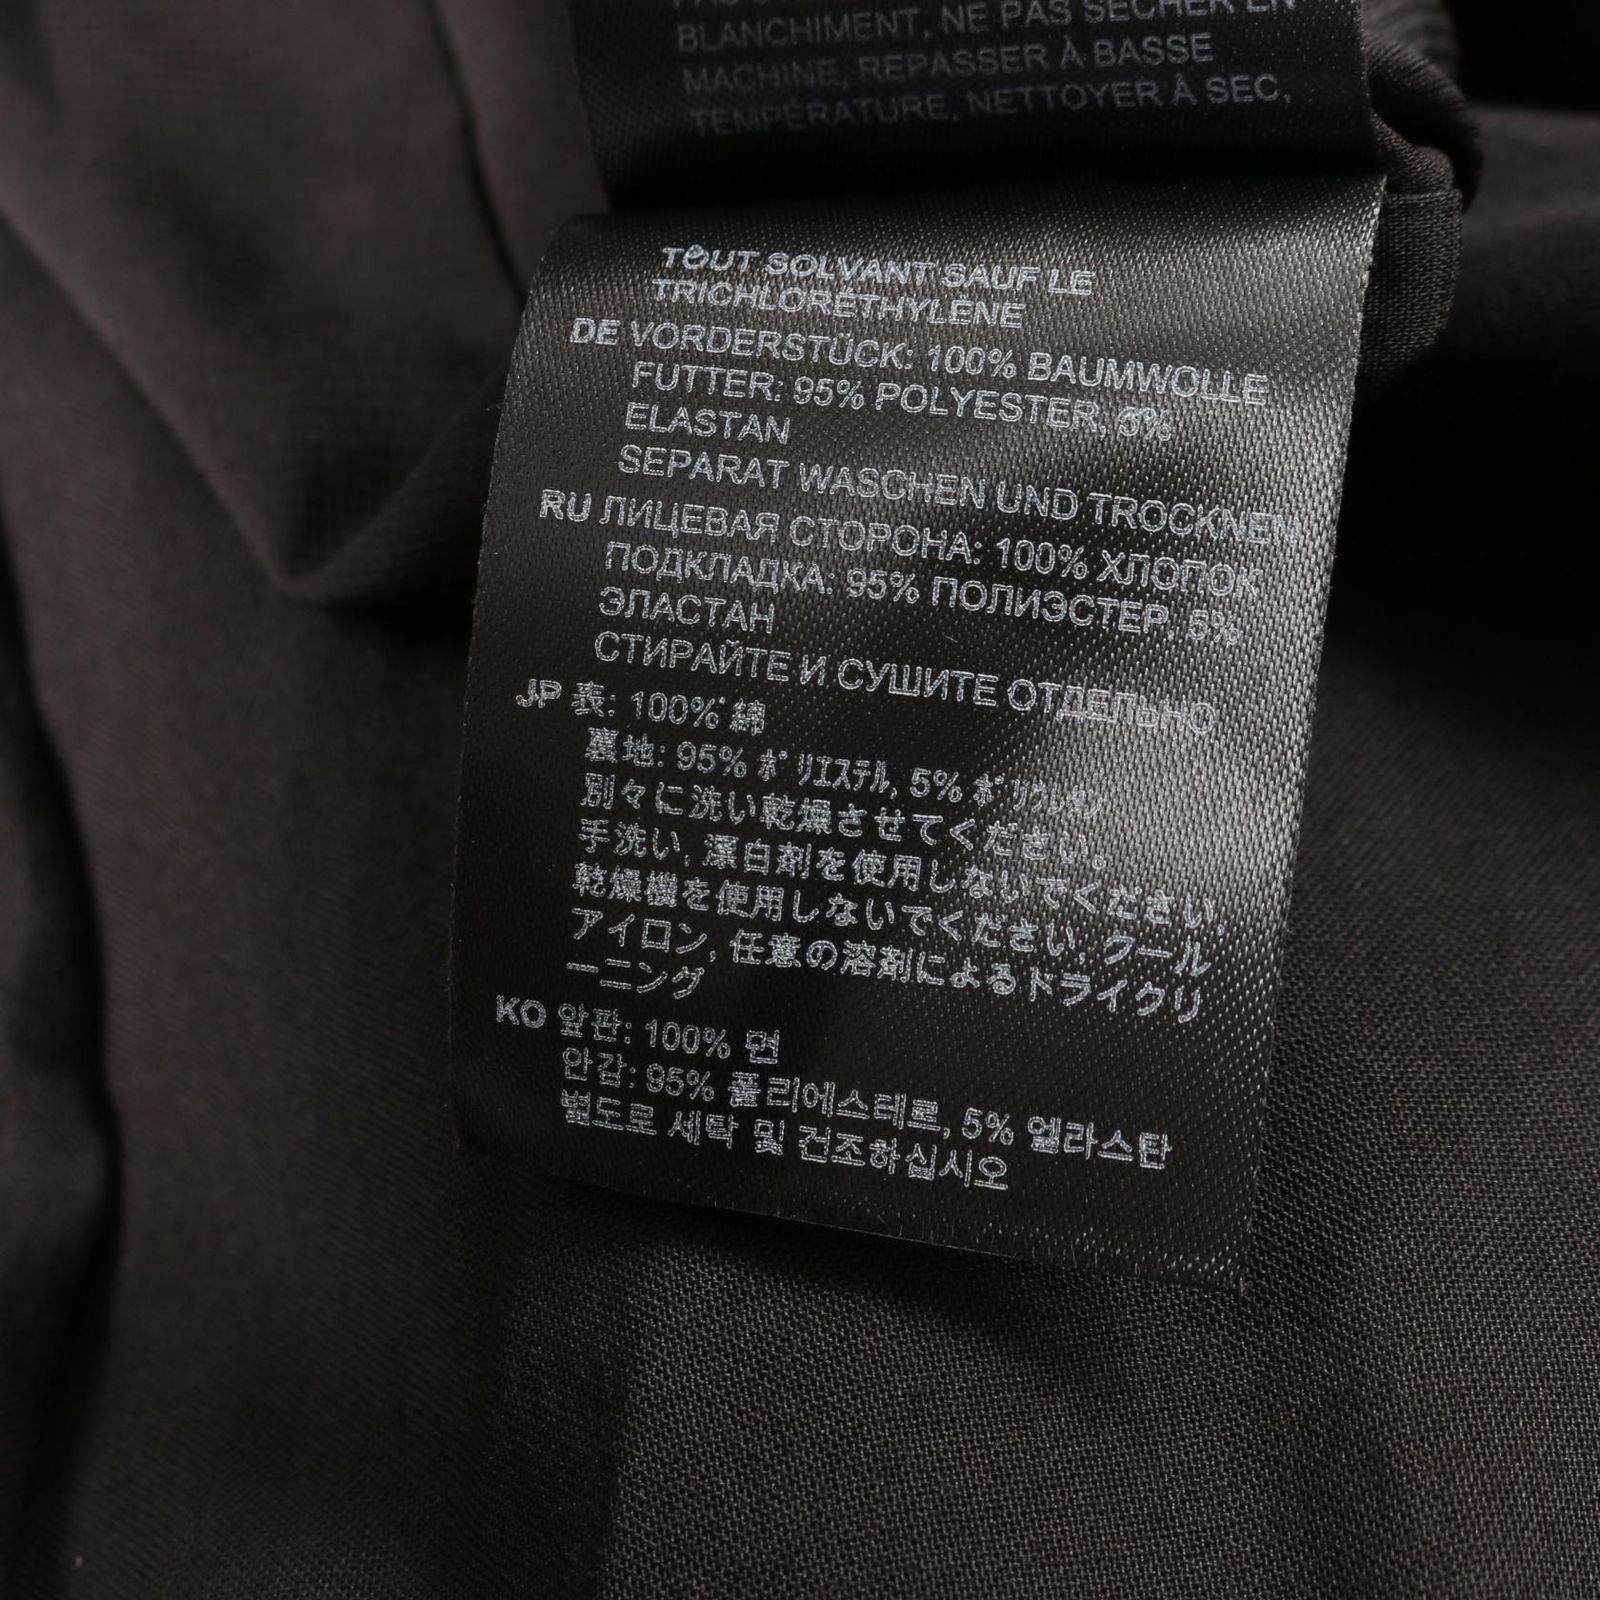 BLANCHIMENT, NE PAS SÉCHER EN
MACHINE, REPASSER À BASSE
TEMPÉRATURE, NETTOYER À SEC,
TOUT SOLVANT SAUF LE
TRICHLORÉTHYLÈNE
DE VORDERSTÜCK: 100% BAUMWOLLE
FUTTER: 95% POLYESTER, 5%
ELASTAN
SEPARAT WASCHEN UND TROCKNEN
RU ЛИЦЕВАЯ СТОРОНА: 100% ХЛОПОК
ПОДКЛАДКА: 95% ПОЛИЭСТЕР, 5%
ЭЛАСТАН
СТИРАЙТЕ И СУШИТЕ ОТДЕЛЬНО
JP 表: 100% 綿
裏地: 95% ポリエステル, 5% ポリウレタン
別々に洗い乾燥させてください。
手洗い, 漂白剤を使用しないでください,
乾燥機を使用しないでください, クール
アイロン, 任意の溶剤によるドライクリ
ーニング
KO 앞판: 100% 면
안감: 95% 폴리에스테르, 5% 엘라스탄
별도로 세탁 및 건조하십시오